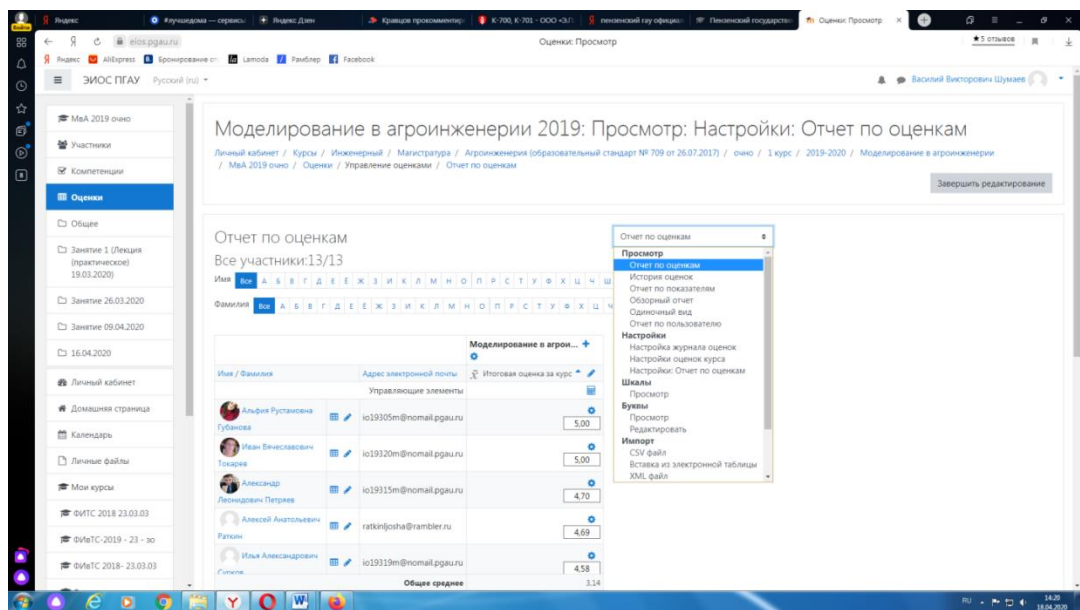 Яндекс
#лучшедома — сервисы
Яндекс Дзен
Кравцов прокомментир
К-700, К-701 - ООО
пензенский гау официал
Пензенский государстве
Оценки: Просмотр
Войти
eios.pgau.ru
Оценки: Просмотр
★ 5 отзывов
Яндекс AliExpress Бронирование от Lamoda Рамблер Facebook
ЭИОС ПГАУ Русский (ru)
Василий Викторович Шумаев
МвА 2019 очно
Участники
Компетенции
Оценки
Общее
Занятие 1 (Лекция
(практическое)
19.03.2020)
Занятие 26.03.2020
Занятие 09.04.2020
16.04.2020
Личный кабинет
Домашняя страница
Календарь
Личные файлы
Мои курсы
ФИТС 2018 23.03.03
ФИвТС-2019 - 23 - зо
ФИвТС 2018- 23.03.03
Моделирование в агроинженерии 2019: Просмотр: Настройки: Отчет по оценкам
Личный кабинет / Курсы / Инженерный / Магистратура / Агроинженерия (образовательный стандарт № 709 от 26.07.2017) / очно / 1 курс / 2019-2020 / Моделирование в агроинженерии
/ МвА 2019 очно / Оценки / Управление оценками / Отчет по оценкам
Завершить редактирование
Отчет по оценкам
Все участники:13/13
Имя Все А Б В Г Д Е Ё Ж З И К Л М Н О П Р С Т У Ф Х Ц Ч Ш
Фамилия Все А Б В Г Д Е Ё Ж З И К Л М Н О П Р С Т У Ф Х Ц Ч
Моделирование в агрои... +
Имя / Фамилия Адрес электронной почты Итоговая оценка за курс
Управляющие элементы
Альфия Рустамовна
Губанова
io19305m@nomail.pgau.ru
5,00
Иван Вячеславович
Токарев
io19320m@nomail.pgau.ru
5,00
Александр
Леонидович Петряев
io19315m@nomail.pgau.ru
4,70
Алексей Анатольевич
Раткин
ratkinljosha@rambler.ru
4,69
Илья Александрович
Сурков
io19319m@nomail.pgau.ru
4,58
Общее среднее 3,14
Отчет по оценкам
Просмотр
Отчет по оценкам
История оценок
Отчет по показателям
Обзорный отчет
Одиночный вид
Отчет по пользователю
Настройки
Настройка журнала оценок
Настройки оценок курса
Настройки: Отчет по оценкам
Шкалы
Просмотр
Буквы
Просмотр
Редактировать
Импорт
CSV файл
Вставка из электронной таблицы
XML файл
RU
14:20
18.04.2020